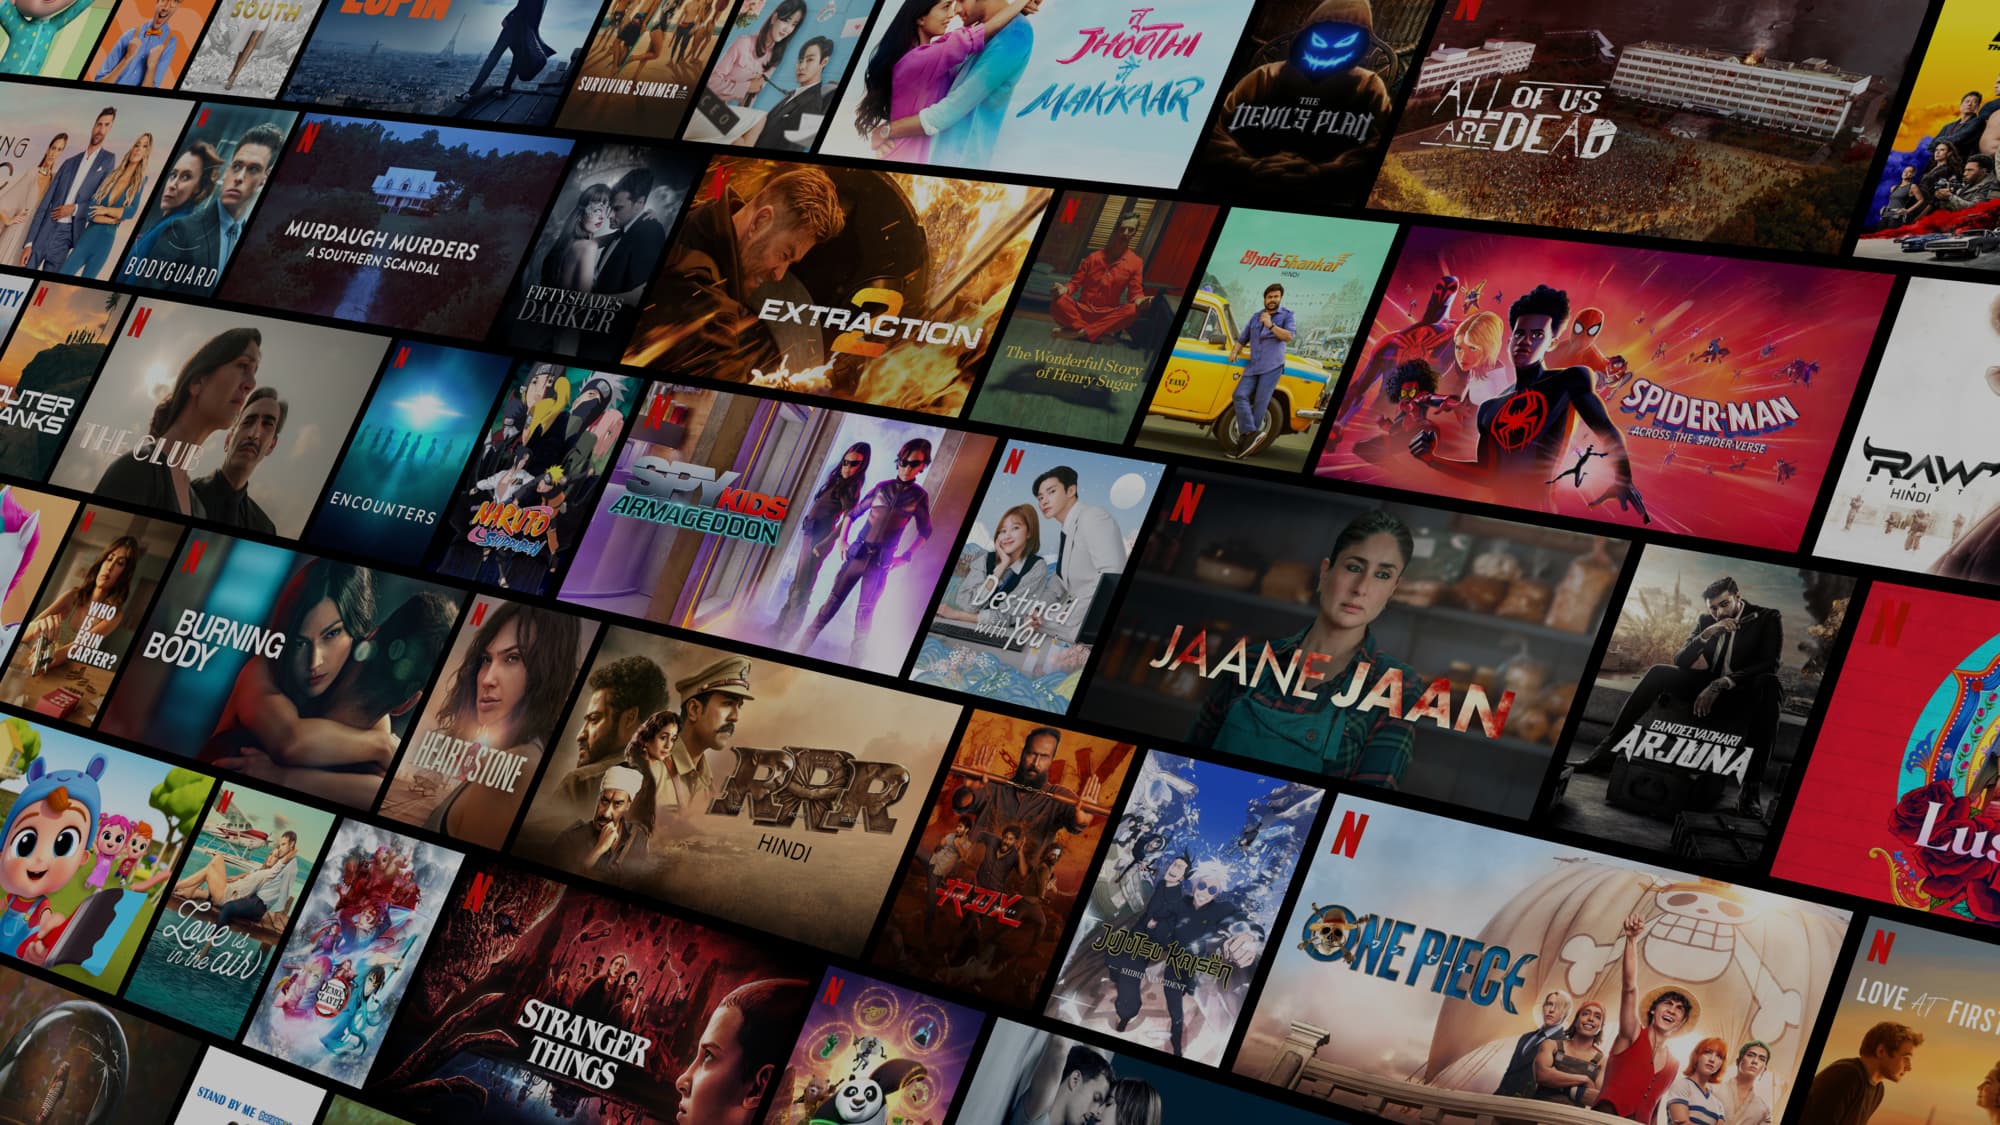 SOUTH
LUPIN
SURVIVING SUMMER
तू
JHOOTHI
मैं
MAKKAAR
THE
DEVIL'S PLAN
N
ALL OF US
ARE DEAD
N
BODYGUARD
N
MURDAUGH MURDERS
A SOUTHERN SCANDAL
FIFTY SHADES
DARKER
N
EXTRACTION
2
N
The Wonderful Story
of Henry Sugar
Bhola Shankar
HINDI
TAXI
SPIDER-MAN
ACROSS THE SPIDER-VERSE
RAW
BEAST
HINDI
N
OUTER
BANKS
N
THE CLUB
N
ENCOUNTERS
NARUTO
Shippuden
N
SPY KIDS
ARMAGEDDON
N
Destined
with You
N
JAANE JAAN
GANDEEVADHARI
ARJUNA
N
Lus
N
WHO
IS
ERIN
CARTER?
N
BURNING
BODY
N
HEART OF STONE
RRR
HINDI
RDX
JUJUTSU KAISEN
SHIBUYA INCIDENT
N
ONE PIECE
N
LOVE AT FIRST
N
Love is
in the air
DEMON
SLAYER
N
STRANGER
THINGS
N
STAND BY ME